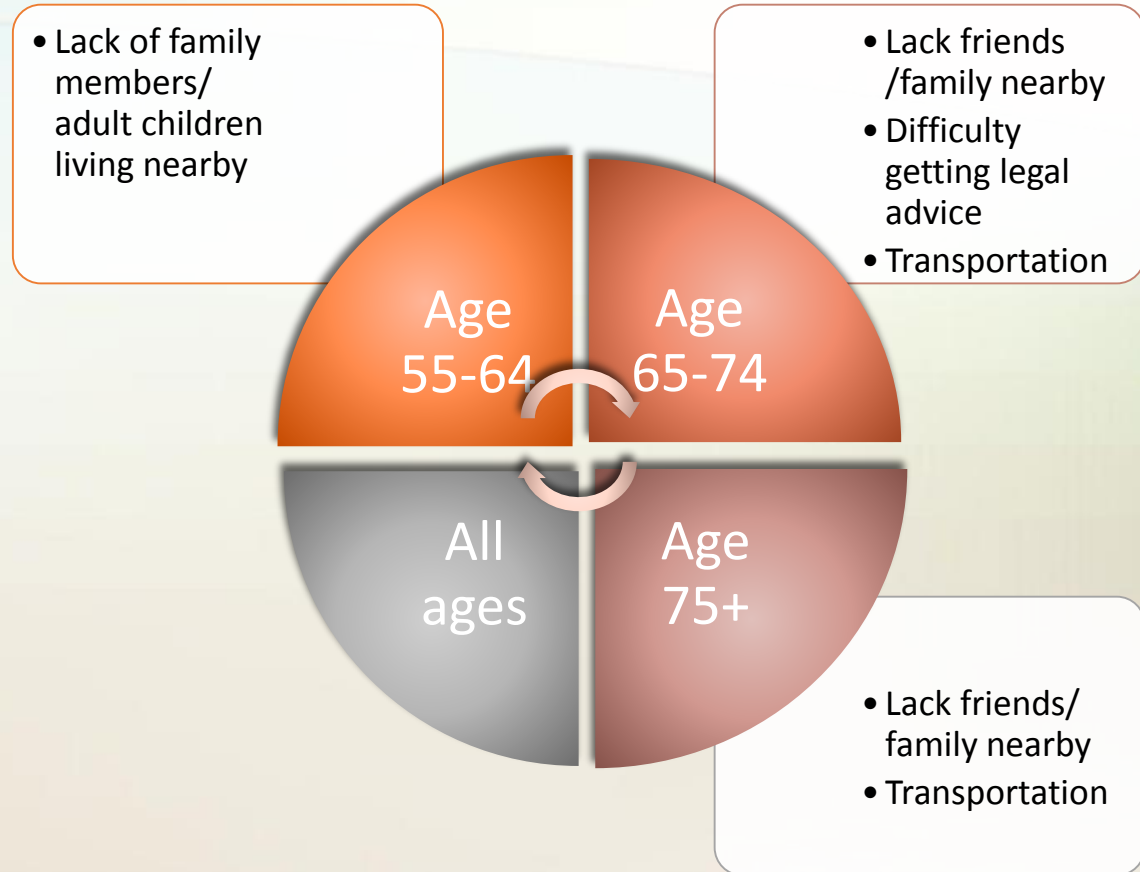 • Lack of family
members/
adult children
living nearby
• Lack friends
/family nearby
• Difficulty
getting legal
advice
• Transportation
Age
55-64
Age
65-74
All
ages
Age
75+
• Lack friends/
family nearby
• Transportation